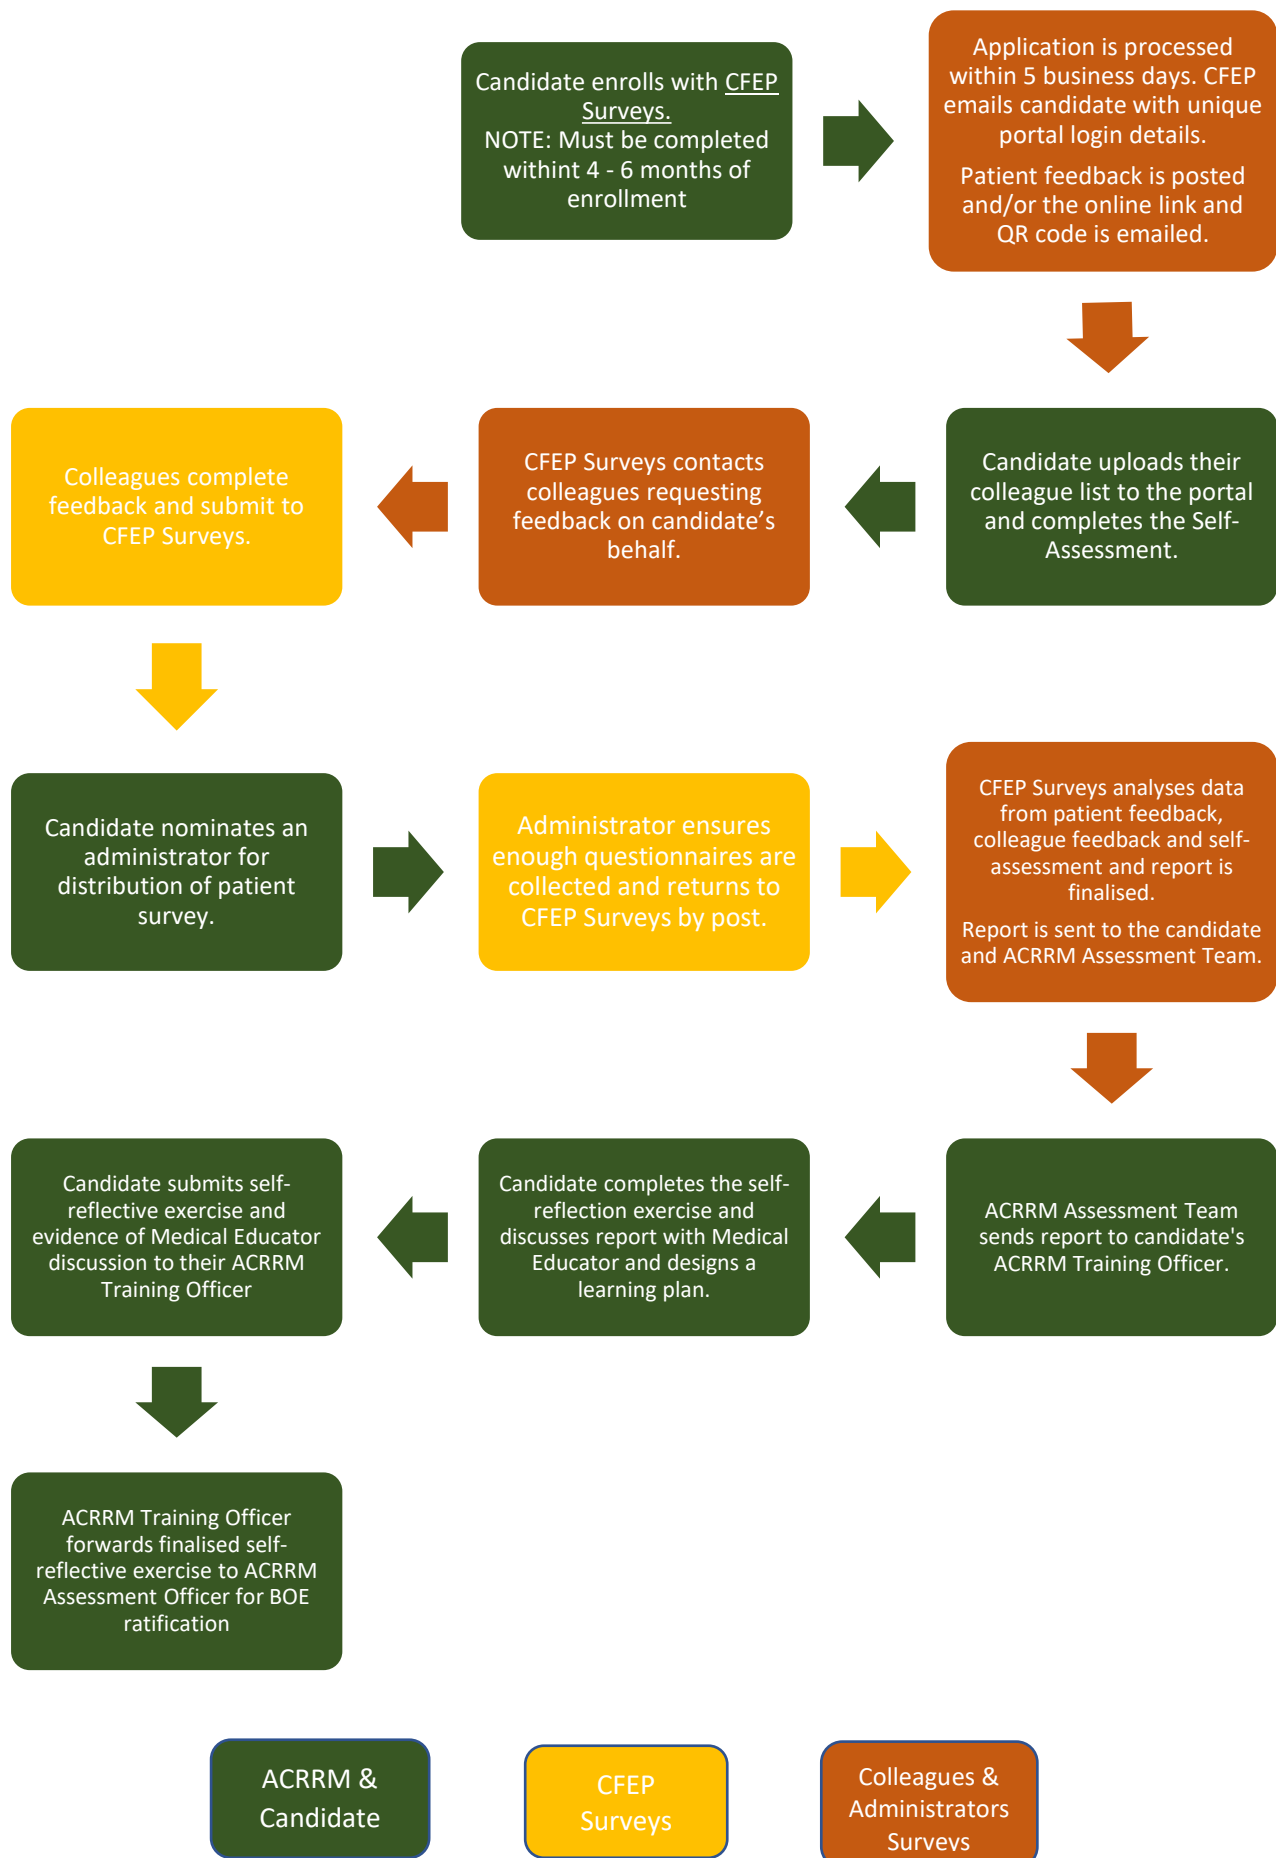 Candidate enrolls with CFEP
Surveys.
NOTE: Must be completed
withint 4 - 6 months of
enrollment
Application is processed
within 5 business days. CFEP
emails candidate with unique
portal login details.
Patient feedback is posted
and/or the online link and
QR code is emailed.
Candidate uploads their
colleague list to the portal
and completes the Self-
Assessment.
CFEP Surveys contacts
colleagues requesting
feedback on candidate’s
behalf.
Colleagues complete
feedback and submit to
CFEP Surveys.
Candidate nominates an
administrator for
distribution of patient
survey.
Administrator ensures
enough questionnaires are
collected and returns to
CFEP Surveys by post.
CFEP Surveys analyses data
from patient feedback,
colleague feedback and self-
assessment and report is
finalised.
Report is sent to the candidate
and ACRRM Assessment Team.
ACRRM Assessment Team
sends report to candidate's
ACRRM Training Officer.
Candidate completes the self-
reflection exercise and
discusses report with Medical
Educator and designs a
learning plan.
Candidate submits self-
reflective exercise and
evidence of Medical Educator
discussion to their ACRRM
Training Officer
ACRRM Training Officer
forwards finalised self-
reflective exercise to ACRRM
Assessment Officer for BOE
ratification
ACRRM &
Candidate
CFEP
Surveys
Colleagues &
Administrators
Surveys